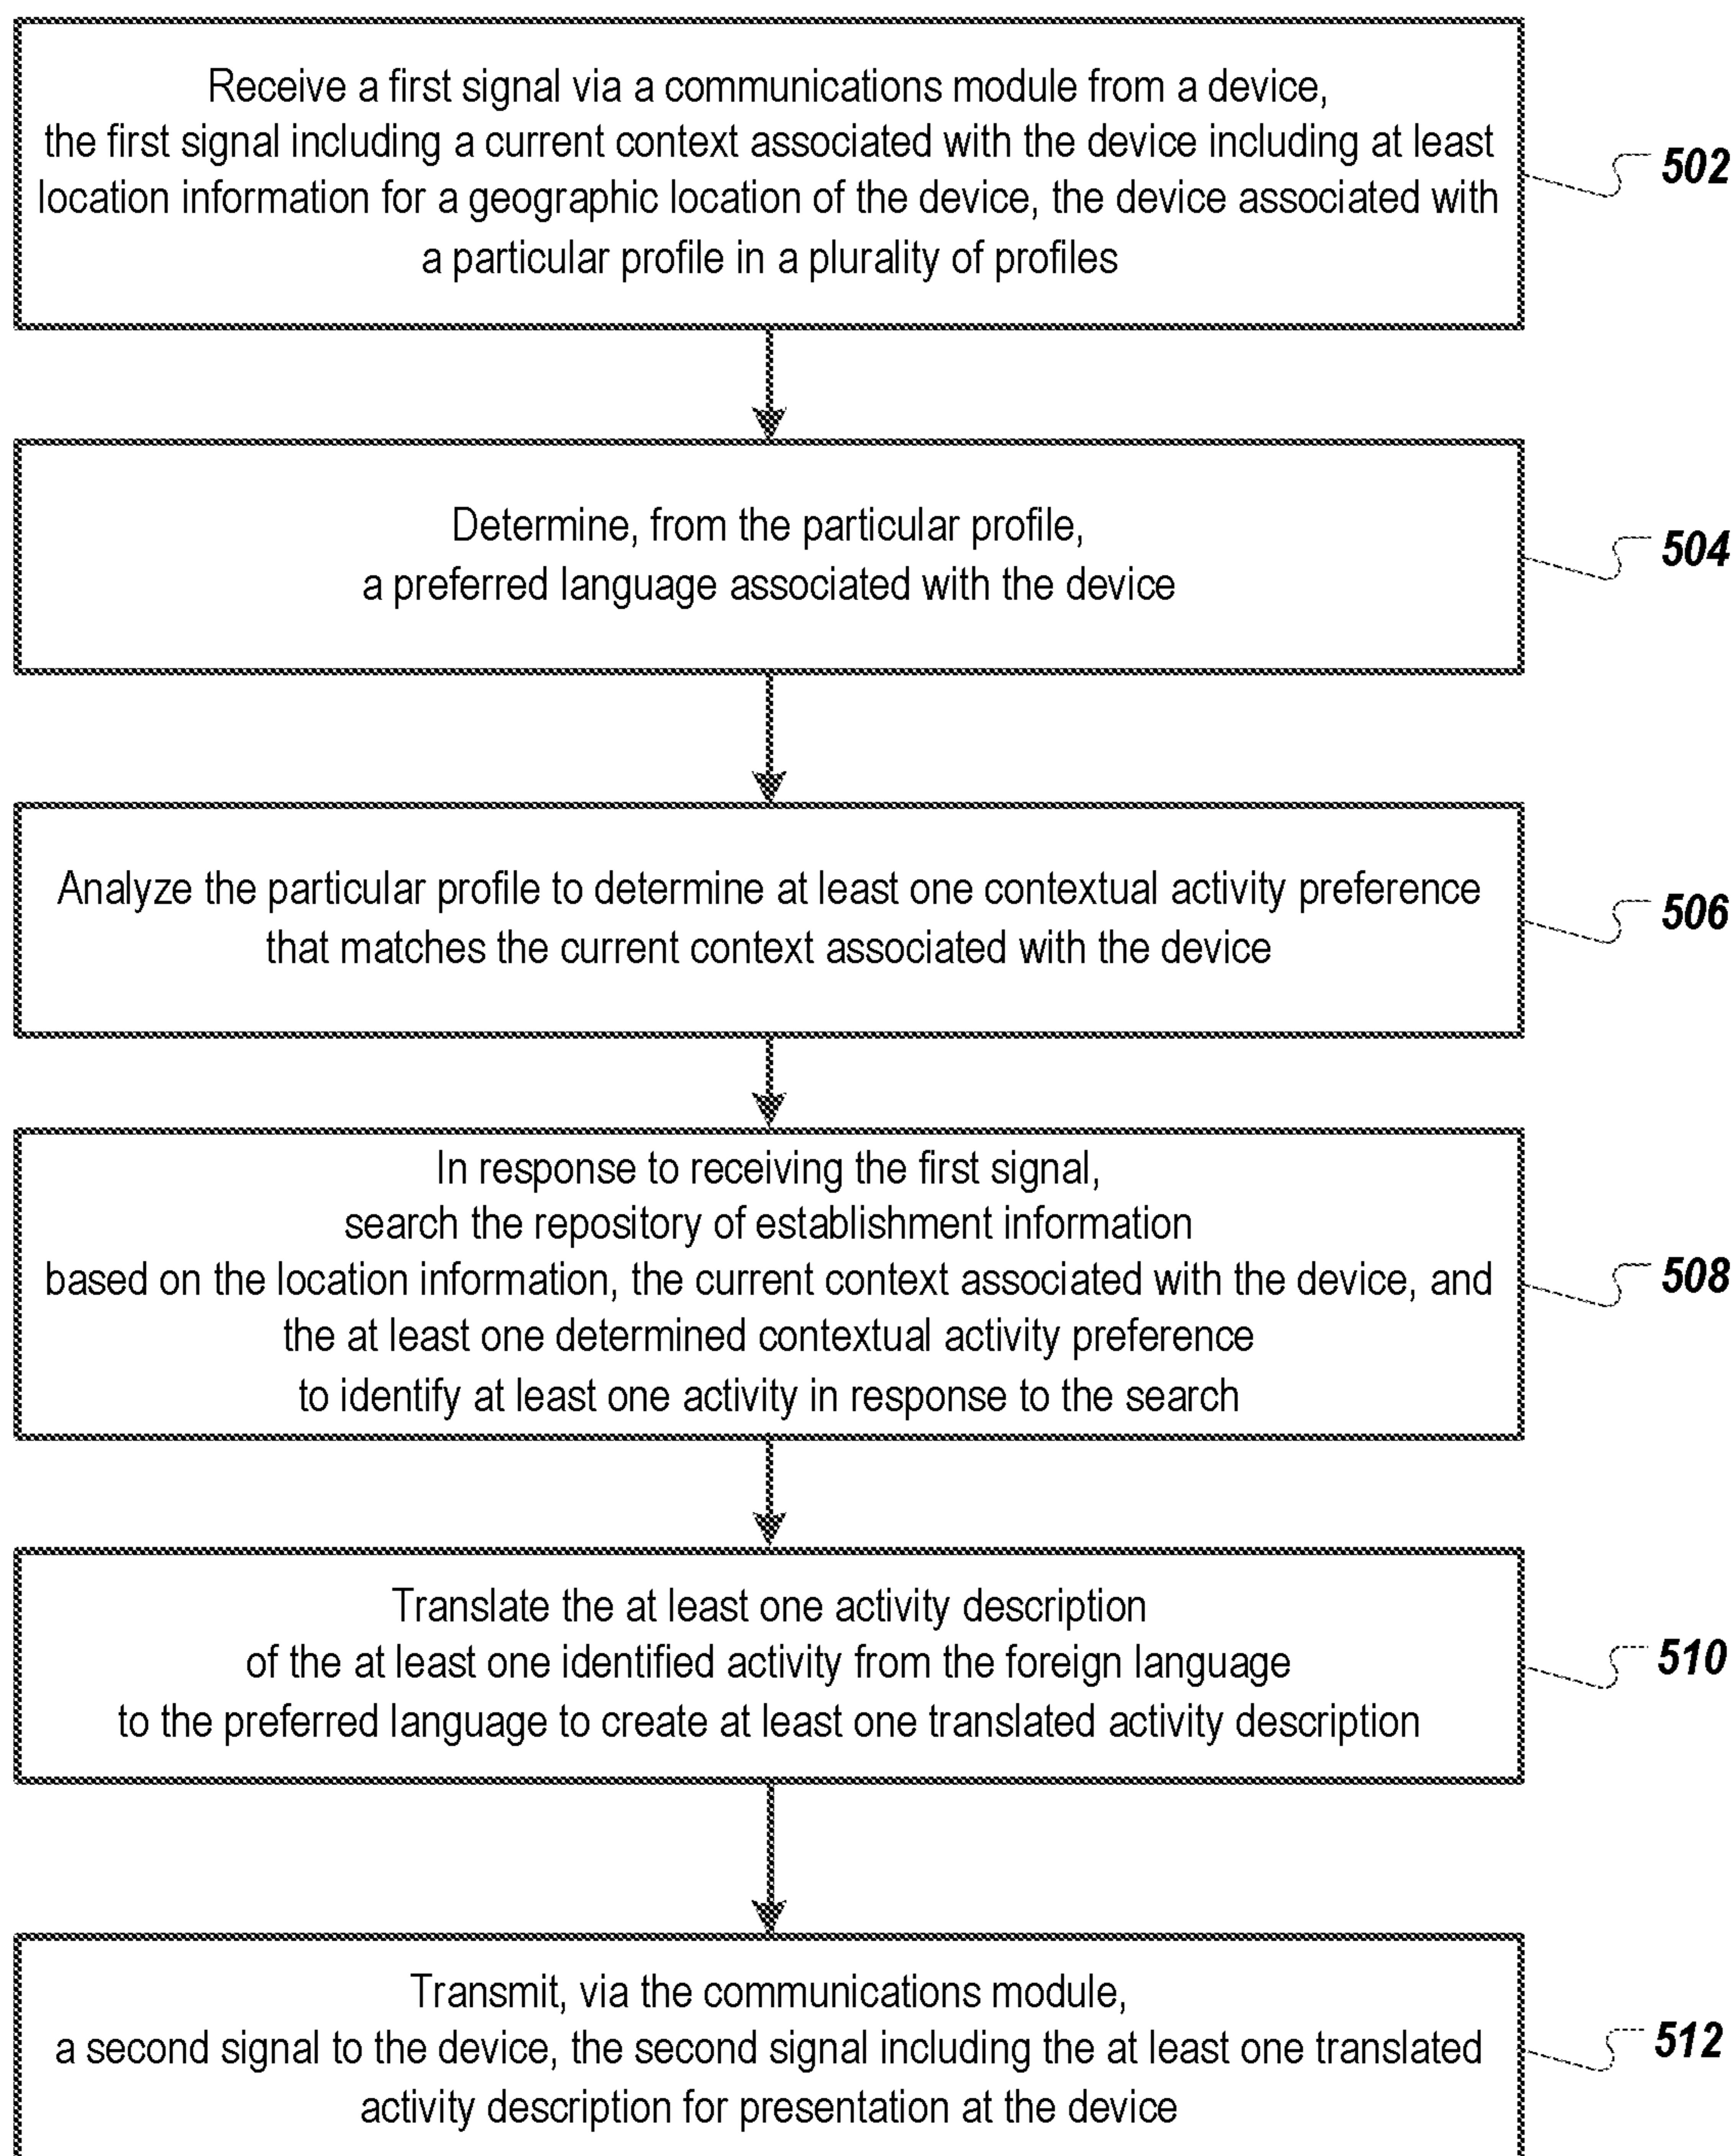 Receive a first signal via a communications module from a device,
the first signal including a current context associated with the device including at least
location information for a geographic location of the device, the device associated with
a particular profile in a plurality of profiles
502
Determine, from the particular profile,
a preferred language associated with the device
504
Analyze the particular profile to determine at least one contextual activity preference
that matches the current context associated with the device
506
In response to receiving the first signal,
search the repository of establishment information
based on the location information, the current context associated with the device, and
the at least one determined contextual activity preference
to identify at least one activity in response to the search
508
Translate the at least one activity description
of the at least one identified activity from the foreign language
to the preferred language to create at least one translated activity description
510
Transmit, via the communications module,
a second signal to the device, the second signal including the at least one translated
activity description for presentation at the device
512